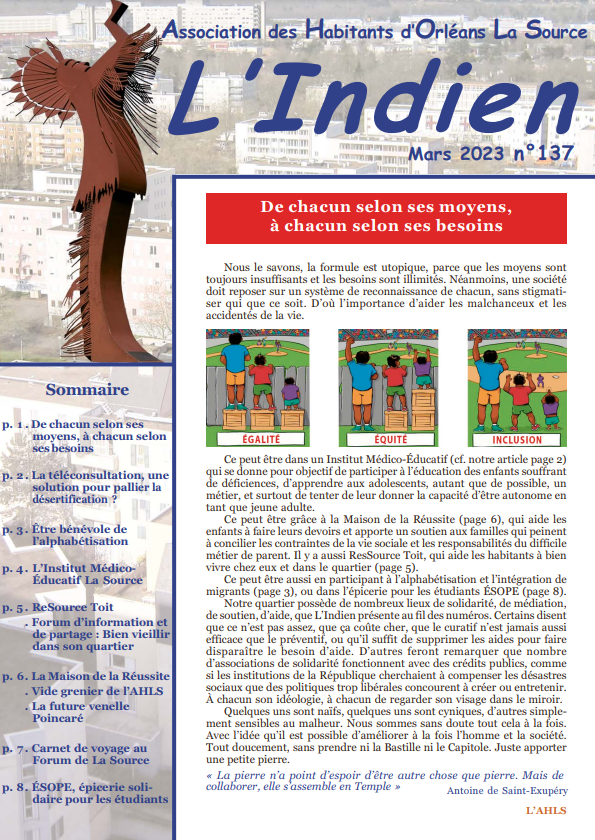 Association des Habitants d'Orléans La Source
L'Indien
Mars 2023 n°137
De chacun selon ses moyens,
à chacun selon ses besoins
Nous le savons, la formule est utopique, parce que les moyens sont
toujours insuffisants et les besoins sont illimités. Néanmoins, une société
doit reposer sur un système de reconnaissance de chacun, sans stigmati-
ser qui que ce soit. D'où l'importance d'aider les malchanceux et les
accidentés de la vie.
ÉGALITÉ
ÉQUITÉ
INCLUSION
Ce peut être dans un Institut Médico-Éducatif (cf. notre article page 2)
qui se donne pour objectif de participer à l'éducation des enfants souffrant
de déficiences, d'apprendre aux adolescents, autant que de possible, un
métier, et surtout de tenter de leur donner la capacité d'être autonome en
tant que jeune adulte.
Ce peut être grâce à la Maison de la Réussite (page 6), qui aide les
enfants à faire leurs devoirs et apporte un soutien aux familles qui peinent
à concilier les contraintes de la vie sociale et les responsabilités du difficile
métier de parent. Il y a aussi ResSource Toit, qui aide les habitants à bien
vivre chez eux et dans le quartier (page 5).
Ce peut être aussi en participant à l'alphabétisation et l'intégration de
migrants (page 3), ou dans l'épicerie pour les étudiants ÉSOPE (page 8).
Notre quartier possède de nombreux lieux de solidarité, de médiation,
de soutien, d'aide, que L'Indien présente au fil des numéros. Certains disent
que ce n'est pas assez, que ça coûte cher, que le curatif n'est jamais aussi
efficace que le préventif, ou qu'il suffit de supprimer les aides pour faire
disparaître le besoin d'aide. D'autres feront remarquer que nombre
d'associations de solidarité fonctionnent avec des crédits publics, comme
si les institutions de la République cherchaient à compenser les désastres
sociaux que des politiques trop libérales concourent à créer ou entretenir.
À chacun son idéologie, à chacun de regarder son visage dans le miroir.
Quelques uns sont naïfs, quelques uns sont cyniques, d'autres simple-
ment sensibles au malheur. Nous sommes sans doute tout cela à la fois.
Avec l'idée qu'il est possible d'améliorer à la fois l'homme et la société.
Tout doucement, sans prendre ni la Bastille ni le Capitole. Juste apporter
une petite pierre.
« La pierre n'a point d'espoir d'être autre chose que pierre. Mais de
collaborer, elle s'assemble en Temple »
Antoine de Saint-Exupéry
L'AHLS
Sommaire
p. 1. De chacun selon ses
moyens, à chacun selon
ses besoins
p. 2. La téléconsultation, une
solution pour pallier la
désertification ?
p. 3. Être bénévole de
l'alphabétisation
p. 4. L'Institut Médico-
Éducatif La Source
p. 5. ReSource Toit
. Forum d'information et
de partage : Bien vieillir
dans son quartier
p. 6. La Maison de la Réussite
. Vide grenier de l'AHLS
. La future venelle
Poincaré
p. 7. Carnet de voyage au
Forum de La Source
p. 8. ÉSOPE, épicerie soli-
daire pour les étudiants